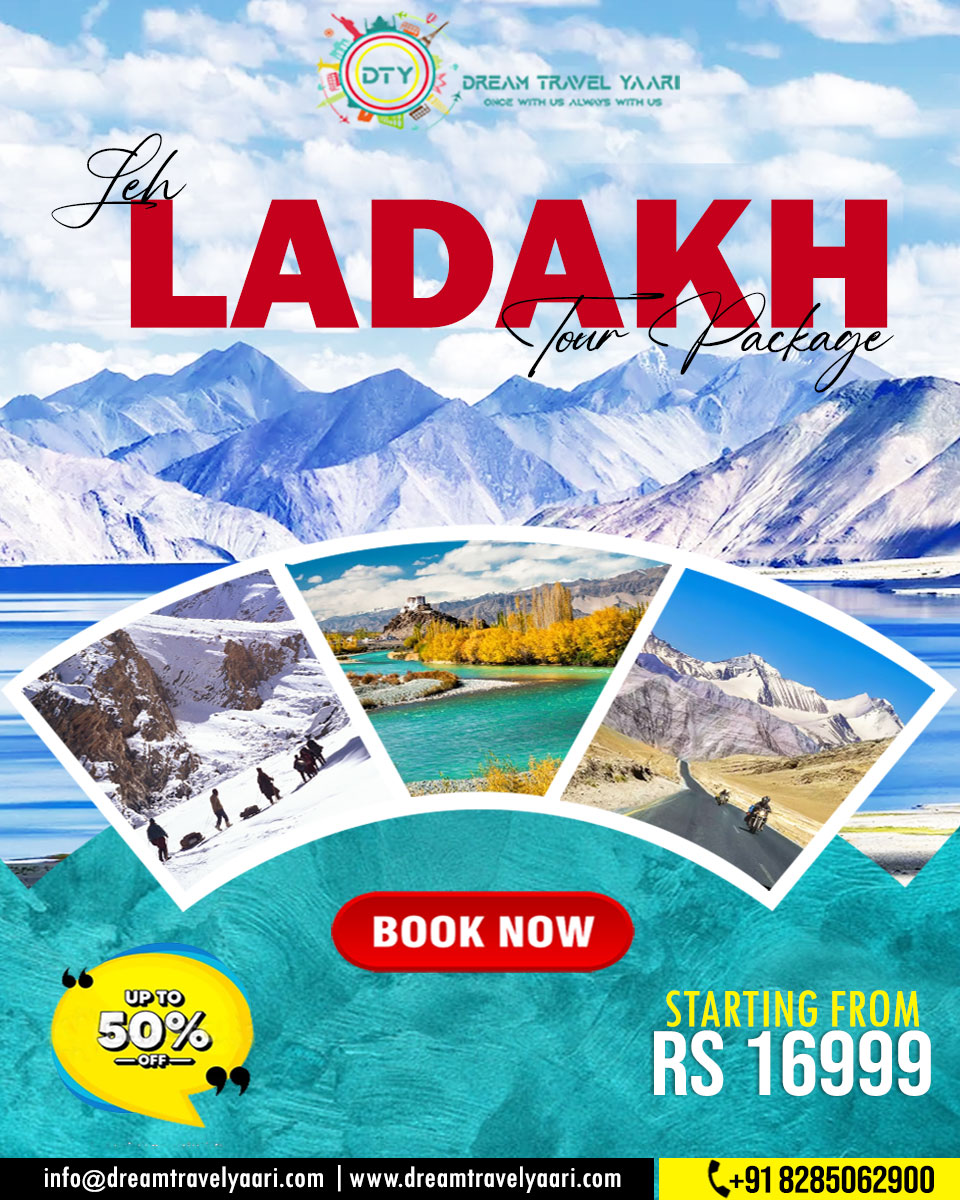 DTY
DREAM TRAVEL YAARI
ONCE WITH US ALWAYS WITH US
Leh
LADAKH
Tour Package
BOOK NOW
“
UP TO
50%
OFF
”
STARTING FROM
RS 16999
info@dreamtravelyaari.com | www.dreamtravelyaari.com
+91 8285062900